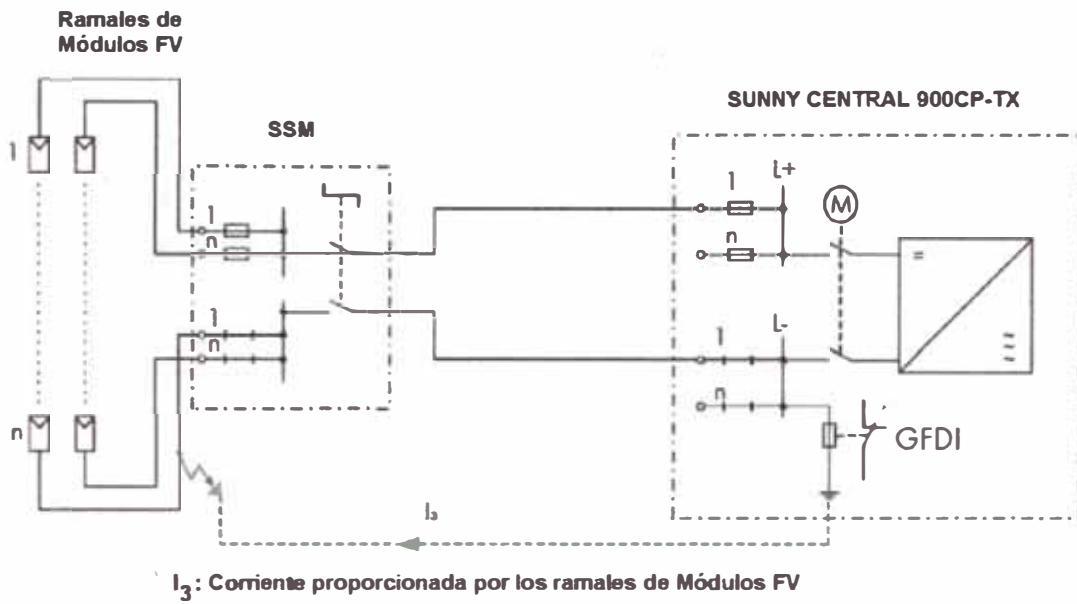 Ramales de
Módulos FV
SUNNY CENTRAL 900CP-TX
SSM
1
1
n
1
n
n
1
n
L+
M
1
n
L-
GFDI
I₃
I₃: Corriente proporcionada por los ramales de Módulos FV